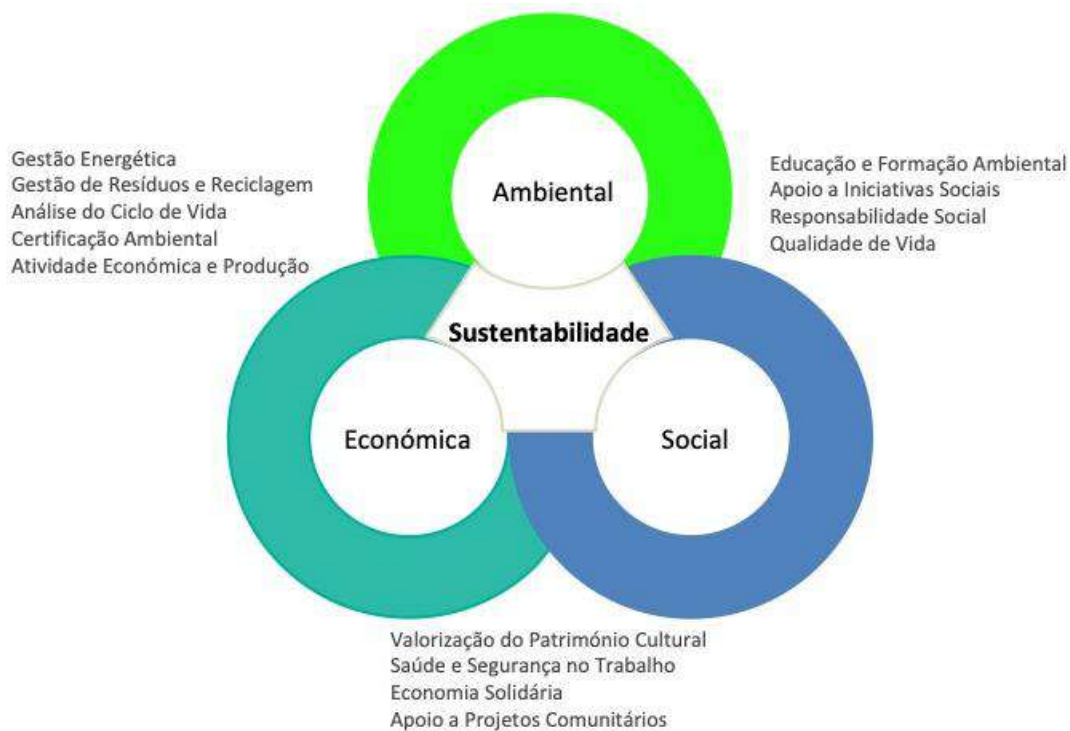 Gestão Energética
Gestão de Resíduos e Reciclagem
Análise do Ciclo de Vida
Certificação Ambiental
Atividade Económica e Produção
Ambiental
Educação e Formação Ambiental
Apoio a Iniciativas Sociais
Responsabilidade Social
Qualidade de Vida
Sustentabilidade
Económica
Social
Valorização do Património Cultural
Saúde e Segurança no Trabalho
Economia Solidária
Apoio a Projetos Comunitários